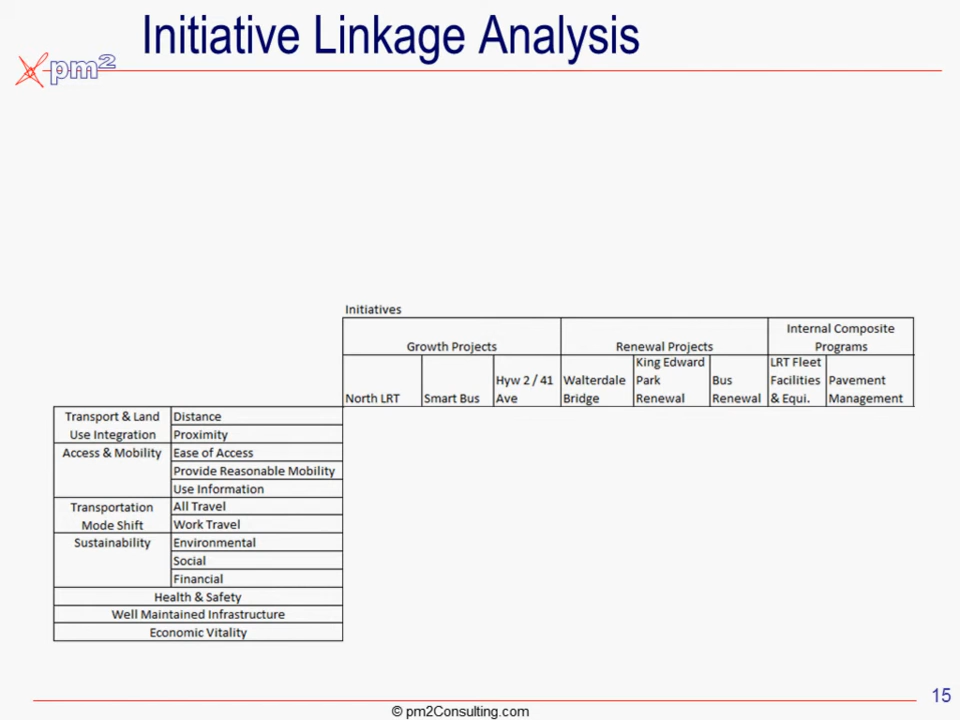 Initiative Linkage Analysis
pm2
Initiatives
Growth Projects
Renewal Projects
Internal Composite
Programs
North LRT
Smart Bus
Hyw 2 / 41
Ave
Walterdale
Bridge
King Edward
Park
Renewal
Bus
Renewal
LRT Fleet
Facilities
& Equi.
Pavement
Management
Transport & Land
Use Integration
Distance
Proximity
Access & Mobility
Ease of Access
Provide Reasonable Mobility
Use Information
Transportation
Mode Shift
All Travel
Work Travel
Sustainability
Environmental
Social
Financial
Health & Safety
Well Maintained Infrastructure
Economic Vitality
15
© pm2Consulting.com